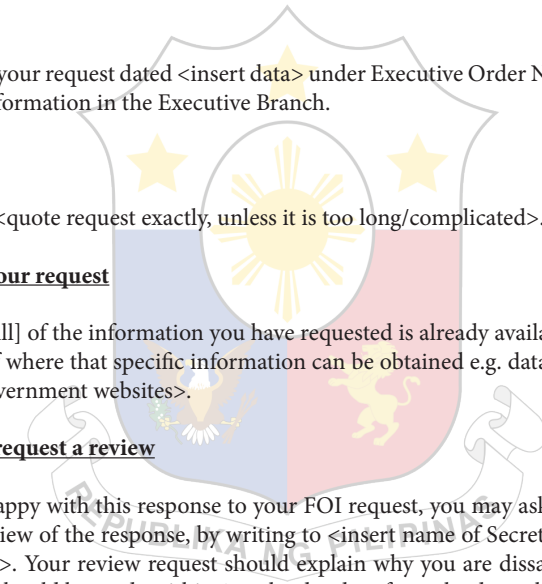 your request dated <insert data> under Executive Order N
formation in the Executive Branch.
<quote request exactly, unless it is too long/complicated>.
our request
ll] of the information you have requested is already availa
f where that specific information can be obtained e.g. data
vernment websites>.
request a review
appy with this response to your FOI request, you may ask
view of the response, by writing to <insert name of Secret
>. Your review request should explain why you are dissa
REPUBLIKA NG PILIPINAS